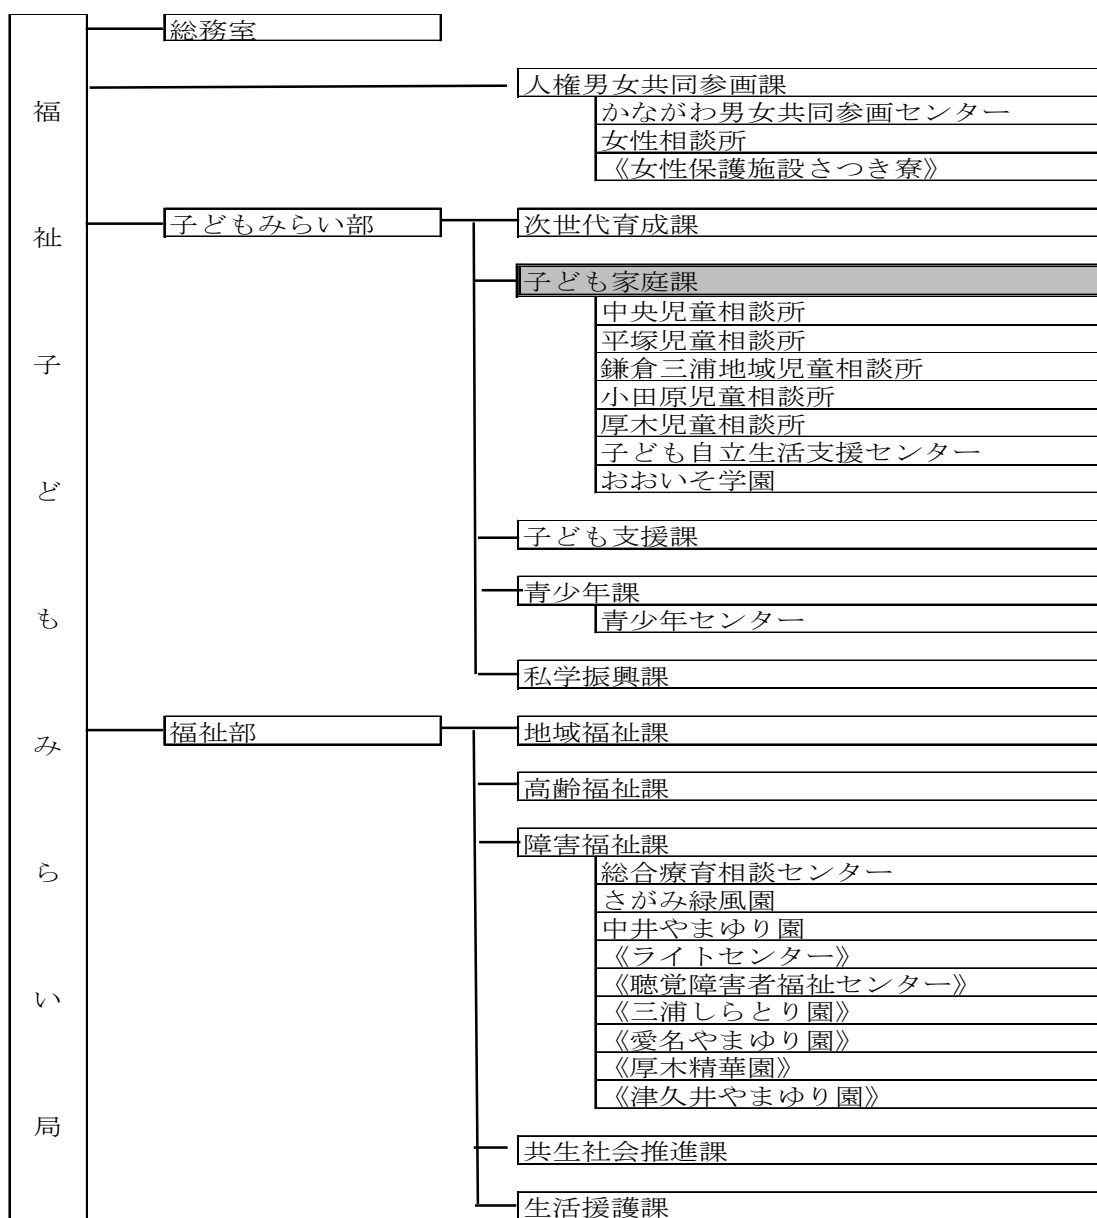 福祉子どもみらい局
総務室
人権男女共同参画課
かながわ男女共同参画センター
女性相談所
《女性保護施設さつき寮》
子どもみらい部
次世代育成課
子ども家庭課
中央児童相談所
平塚児童相談所
鎌倉三浦地域児童相談所
小田原児童相談所
厚木児童相談所
子ども自立生活支援センター
おおいそ学園
子ども支援課
青少年課
青少年センター
私学振興課
福祉部
地域福祉課
高齢福祉課
障害福祉課
総合療育相談センター
さがみ緑風園
中井やまゆり園
《ライトセンター》
《聴覚障害者福祉センター》
《三浦しらとり園》
《愛名やまゆり園》
《厚木精華園》
《津久井やまゆり園》
共生社会推進課
生活援護課